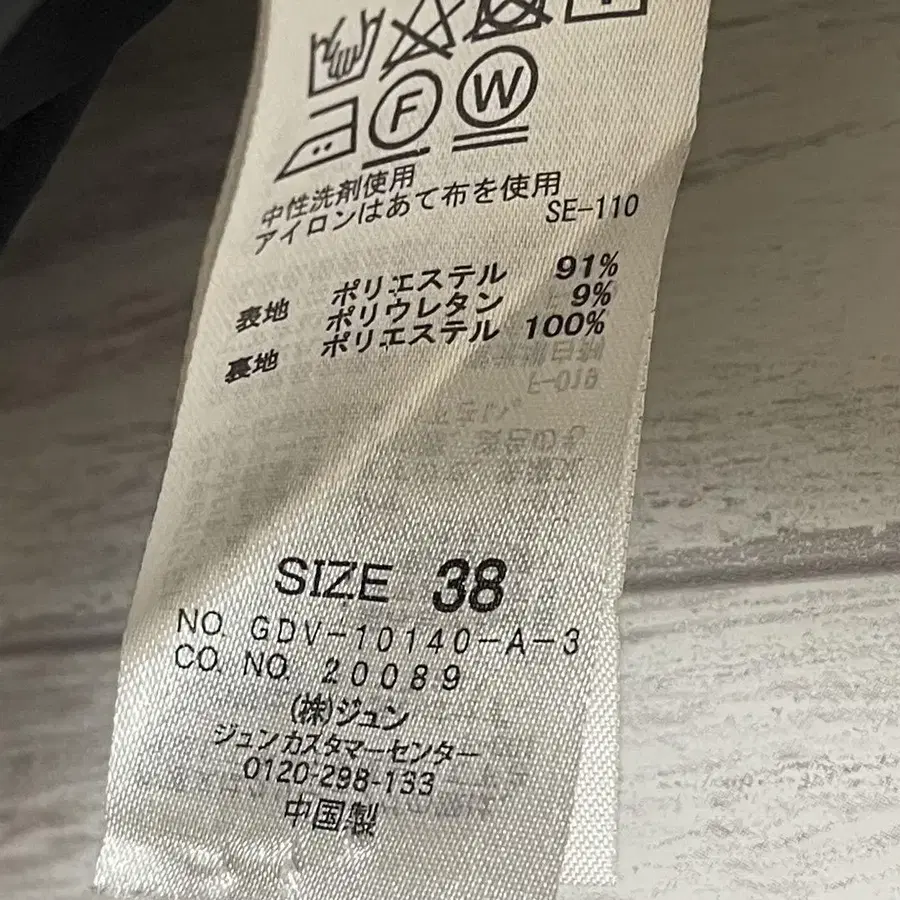 F W
中性洗剤使用
アイロンはあて布を使用
SE-110
表地 ポリエステル 91%
ポリウレタン 9%
裏地 ポリエステル 100%
SIZE 38
NO. GDV-10140-A-3
CO. NO. 20089
(株)ジュン
ジュンカスタマーセンター
0120-298-133
中国製